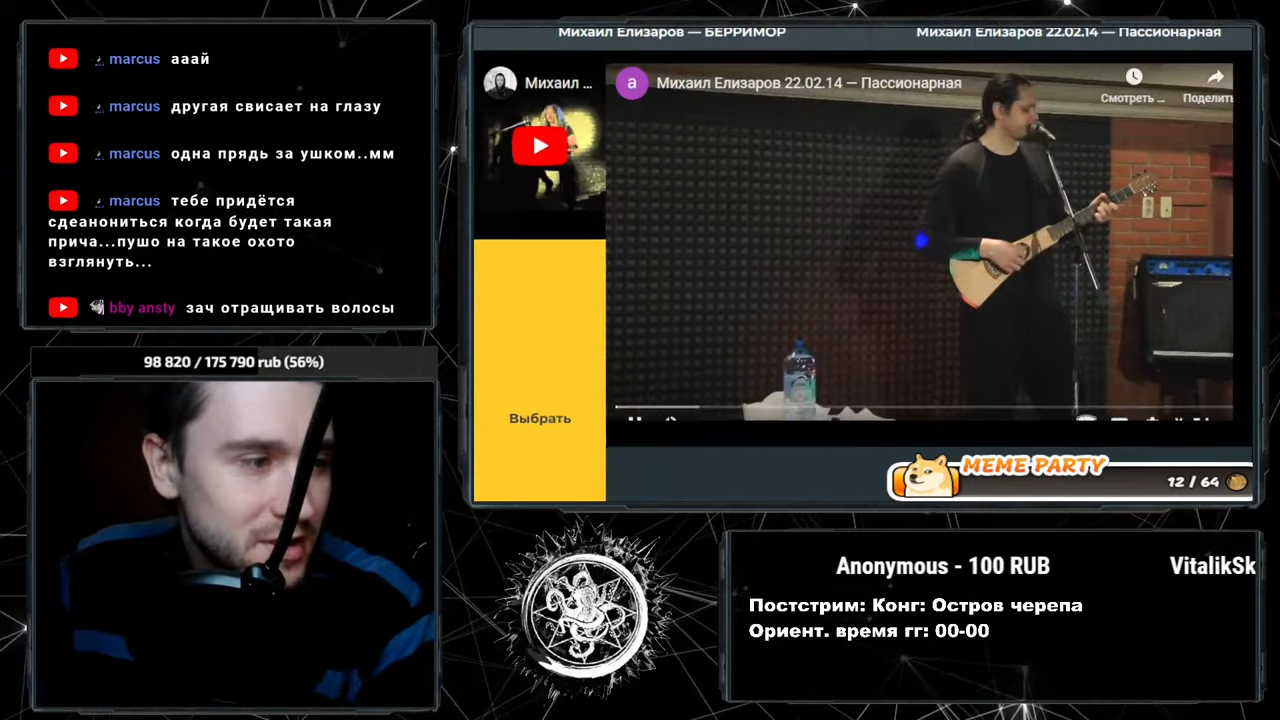 marcus ааай
marcus другая свисает на глазу
marcus одна прядь за ушком..мм
marcus тебе придётся
сдеанониться когда будет такая
прича...пушо на такое охото
взглянуть...
bby ansty зач отращивать волосы
98 820 / 175 790 rub (56%)
Михаил Елизаров — БЕРРИМОР
Михаил Елизаров 22.02.14 — Пассионарная
Михаил ...
a
Михаил Елизаров 22.02.14 — Пассионарная
Смотреть ...
Поделить
Выбрать
MEME PARTY
12 / 64
Anonymous - 100 RUB
VitalikSk
Постстрим: Конг: Остров черепа
Ориент. время гг: 00-00